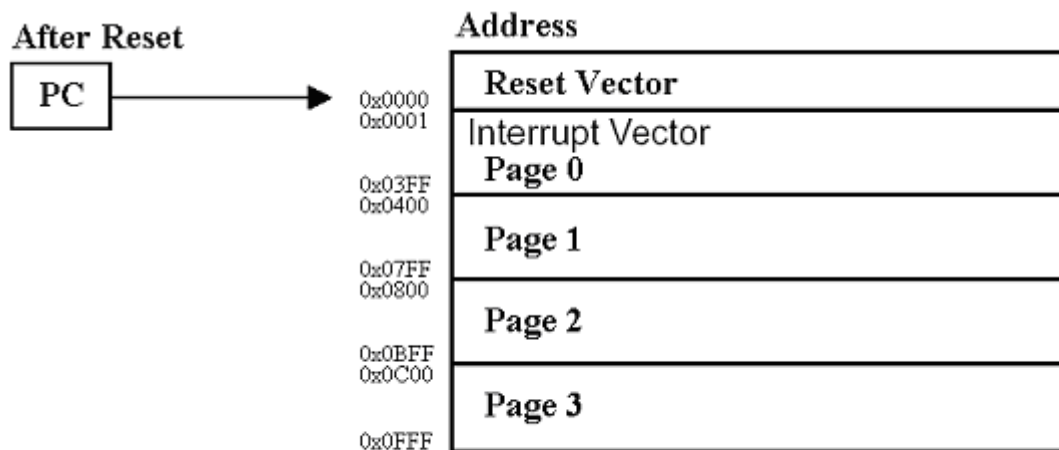 Address
After Reset
PC
Reset Vector
0x0000
0x0001
Interrupt Vector
Page 0
0x03FF
0x0400
Page 1
0x07FF
0x0800
Page 2
0x0BFF
0x0C00
Page 3
0x0FFF